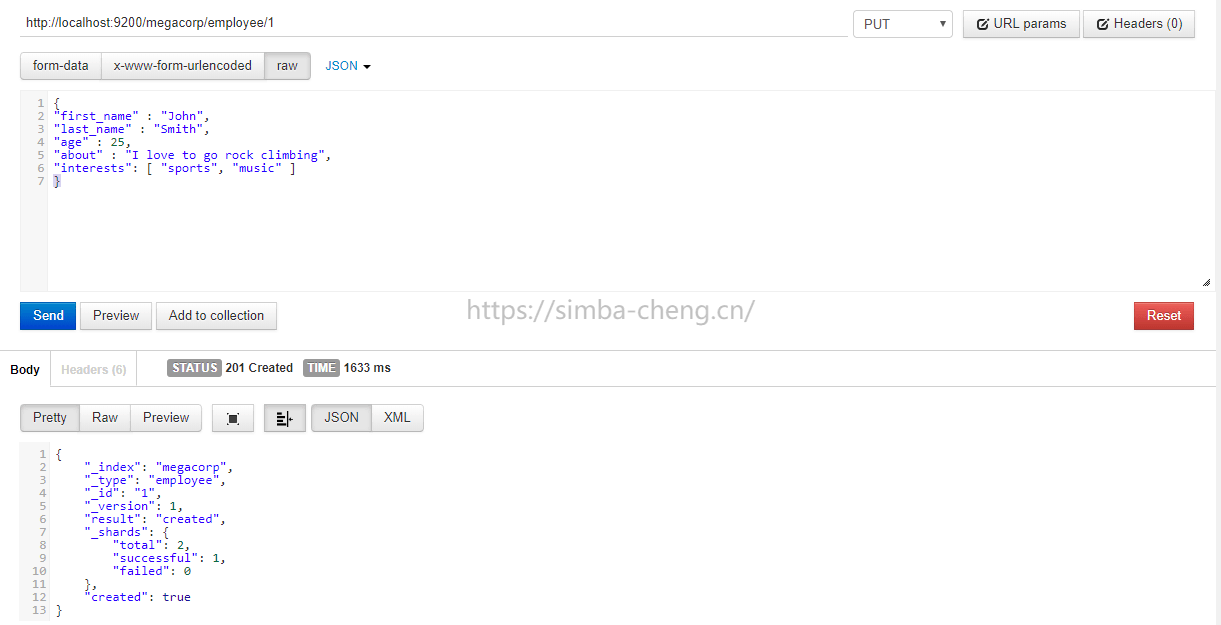 http://localhost:9200/megacorp/employee/1 PUT URL params Headers (0)
form-data x-www-form-urlencoded raw JSON
1 {
2 "first_name" : "John",
3 "last_name" : "Smith",
4 "age" : 25,
5 "about" : "I love to go rock climbing",
6 "interests": [ "sports", "music" ]
7 }
https://simba-cheng.cn/
Send Preview Add to collection Reset
Body Headers (6) STATUS 201 Created TIME 1633 ms
Pretty Raw Preview JSON XML
1 {
2 "_index": "megacorp",
3 "_type": "employee",
4 "_id": "1",
5 "_version": 1,
6 "result": "created",
7 "_shards": {
8 "total": 2,
9 "successful": 1,
10 "failed": 0
11 },
12 "created": true
13 }